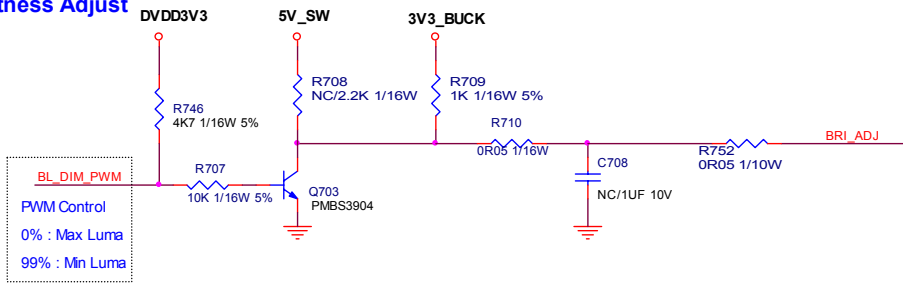 tness Adjust
DVDD3V3
5V_SW
3V3_BUCK
R708
NC/2.2K 1/16W
R709
1K 1/16W 5%
R746
4K7 1/16W 5%
R710
0R05 1/16W
R752
0R05 1/10W
BRI_ADJ
C708
NC/1UF 10V
BL_DIM_PWM
R707
10K 1/16W 5%
Q703
PMBS3904
PWM Control
0% : Max Luma
99% : Min Luma